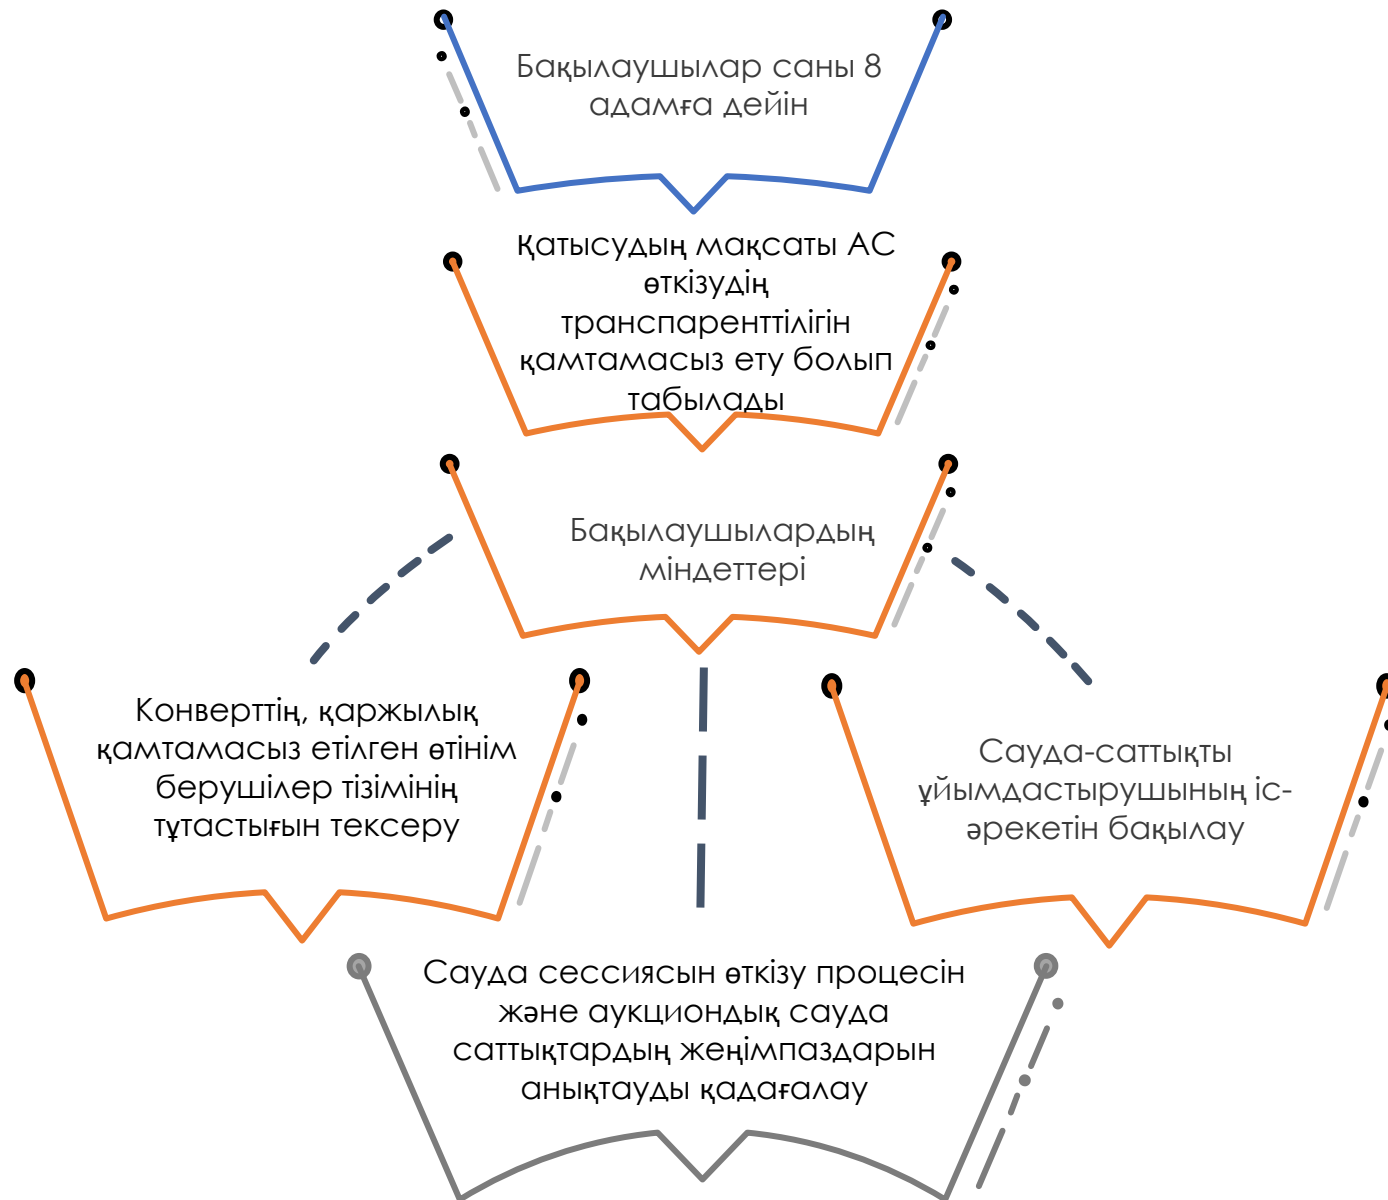 Бақылаушылар саны 8
адамға дейін
Қатысудың мақсаты АС
өткізудің
транспаренттілігін
қамтамасыз ету болып
табылады
Бақылаушылардың
міндеттері
Конверттің, қаржылық
қамтамасыз етілген өтінім
берушілер тізімінің
тұтастығын тексеру
Сауда-саттықты
ұйымдастырушының іс-
әрекетін бақылау
Сауда сессиясын өткізу процесін
және аукциондық сауда
саттықтардың жеңімпаздарын
анықтауды қадағалау